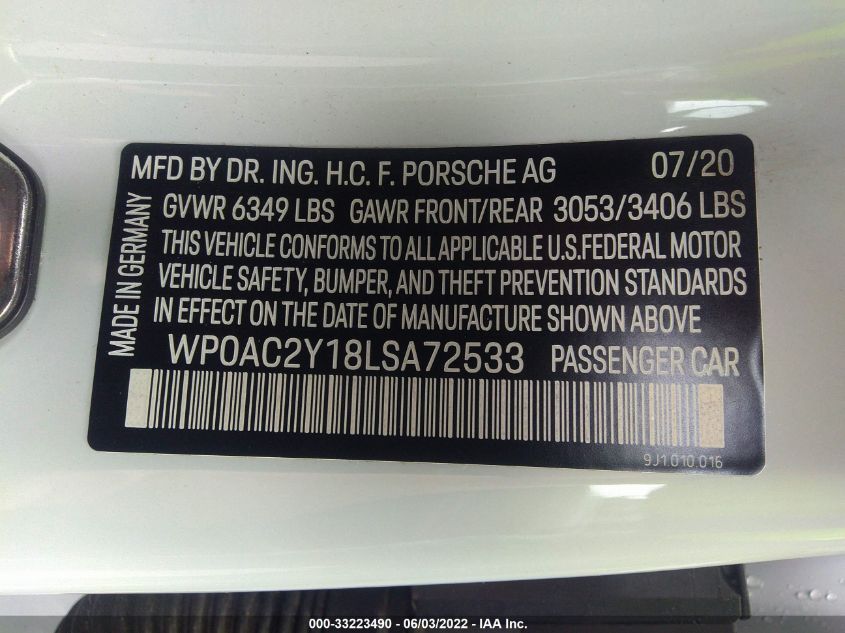 MFD BY DR. ING. H.C. F. PORSCHE AG 07/20
GVWR 6349 LBS GAWR FRONT/REAR 3053/3406 LBS
THIS VEHICLE CONFORMS TO ALL APPLICABLE U.S.FEDERAL MOTOR
VEHICLE SAFETY, BUMPER, AND THEFT PREVENTION STANDARDS
IN EFFECT ON THE DATE OF MANUFACTURE SHOWN ABOVE
MADE IN GERMANY
WP0AC2Y18LSA72533 PASSENGER CAR
9J1.010.016
000-33223490 - 06/03/2022 - IAA Inc.